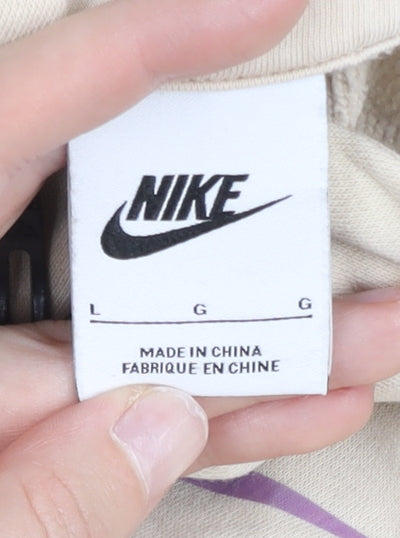 NIKE
L G G
MADE IN CHINA
FABRIQUE EN CHINE